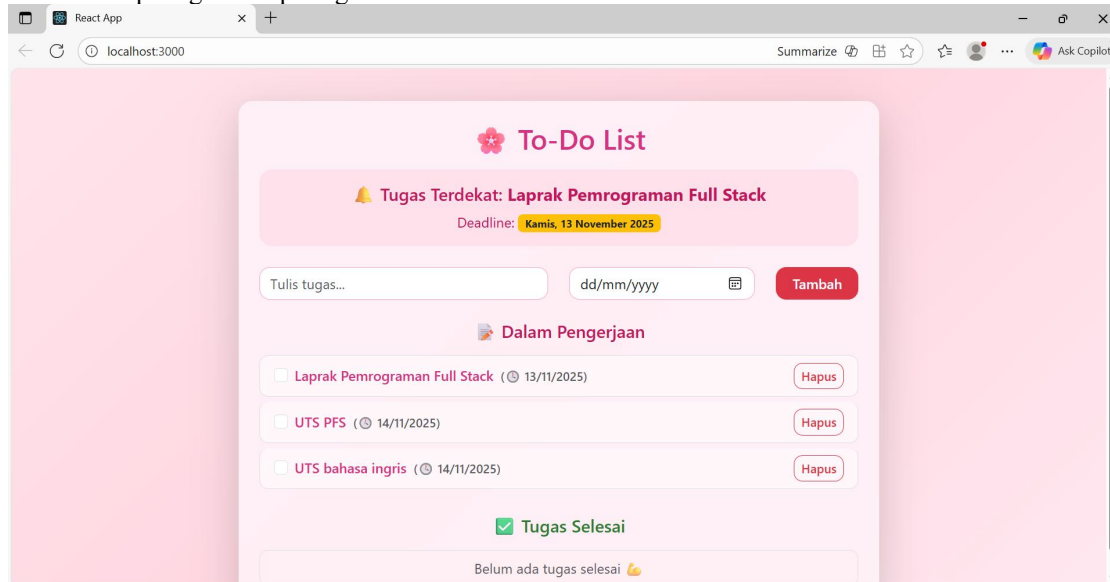 React App
localhost:3000
Summarize
Ask Copilot
🌸 To-Do List
🔔 Tugas Terdekat: Laprak Pemrograman Full Stack
Deadline: Kamis, 13 November 2025
Tulis tugas... dd/mm/yyyy Tambah
📝 Dalam Pengerjaan
Laprak Pemrograman Full Stack (🕒 13/11/2025) Hapus
UTS PFS (🕒 14/11/2025) Hapus
UTS bahasa ingris (🕒 14/11/2025) Hapus
✅ Tugas Selesai
Belum ada tugas selesai 💪